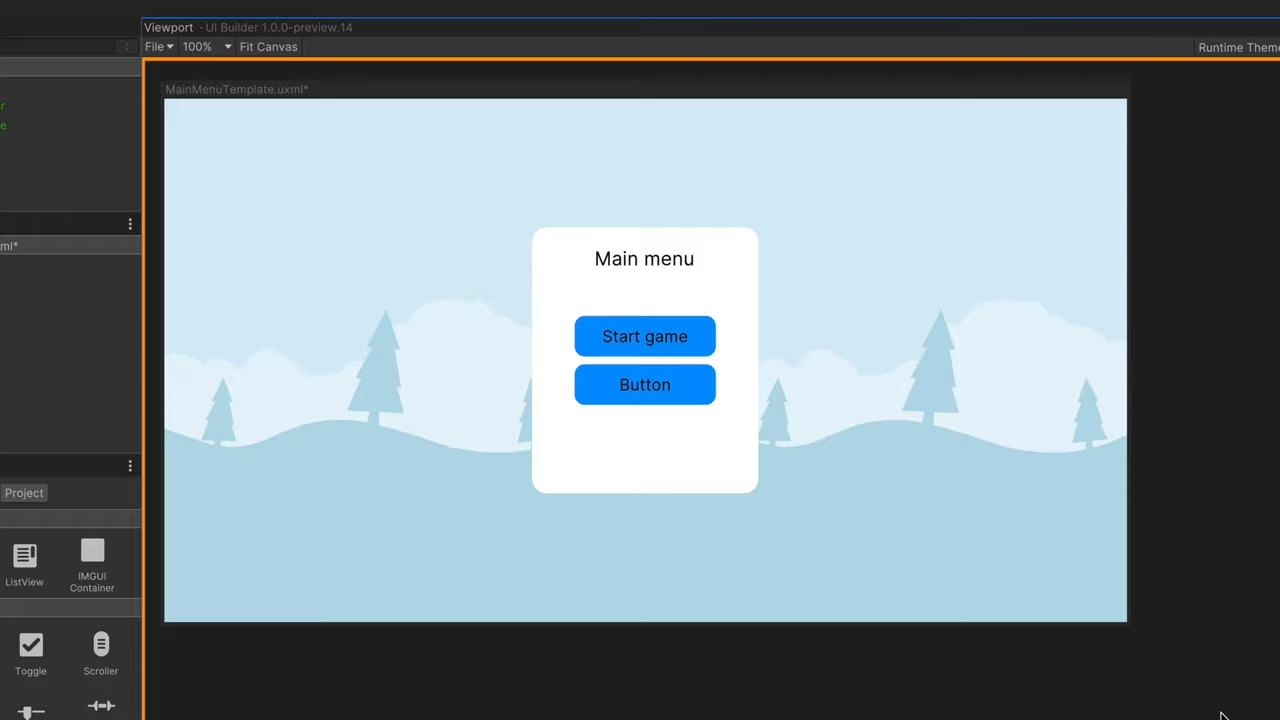 Viewport - UI Builder 1.0.0-preview.14
File 100% Fit Canvas Runtime Theme
MainMenuTemplate.uxml*
r
e
ml*
Main menu
Start game
Button
Project
ListView
IMGUI
Container
Toggle
Scroller